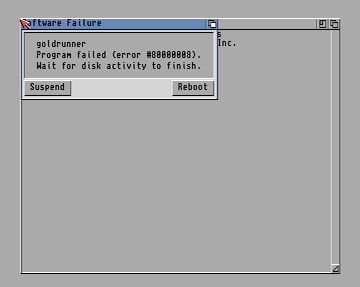 oftware Failure
s
Inc.
goldrunner
Program failed (error #80000008).
Wait for disk activity to finish.
Suspend
Reboot